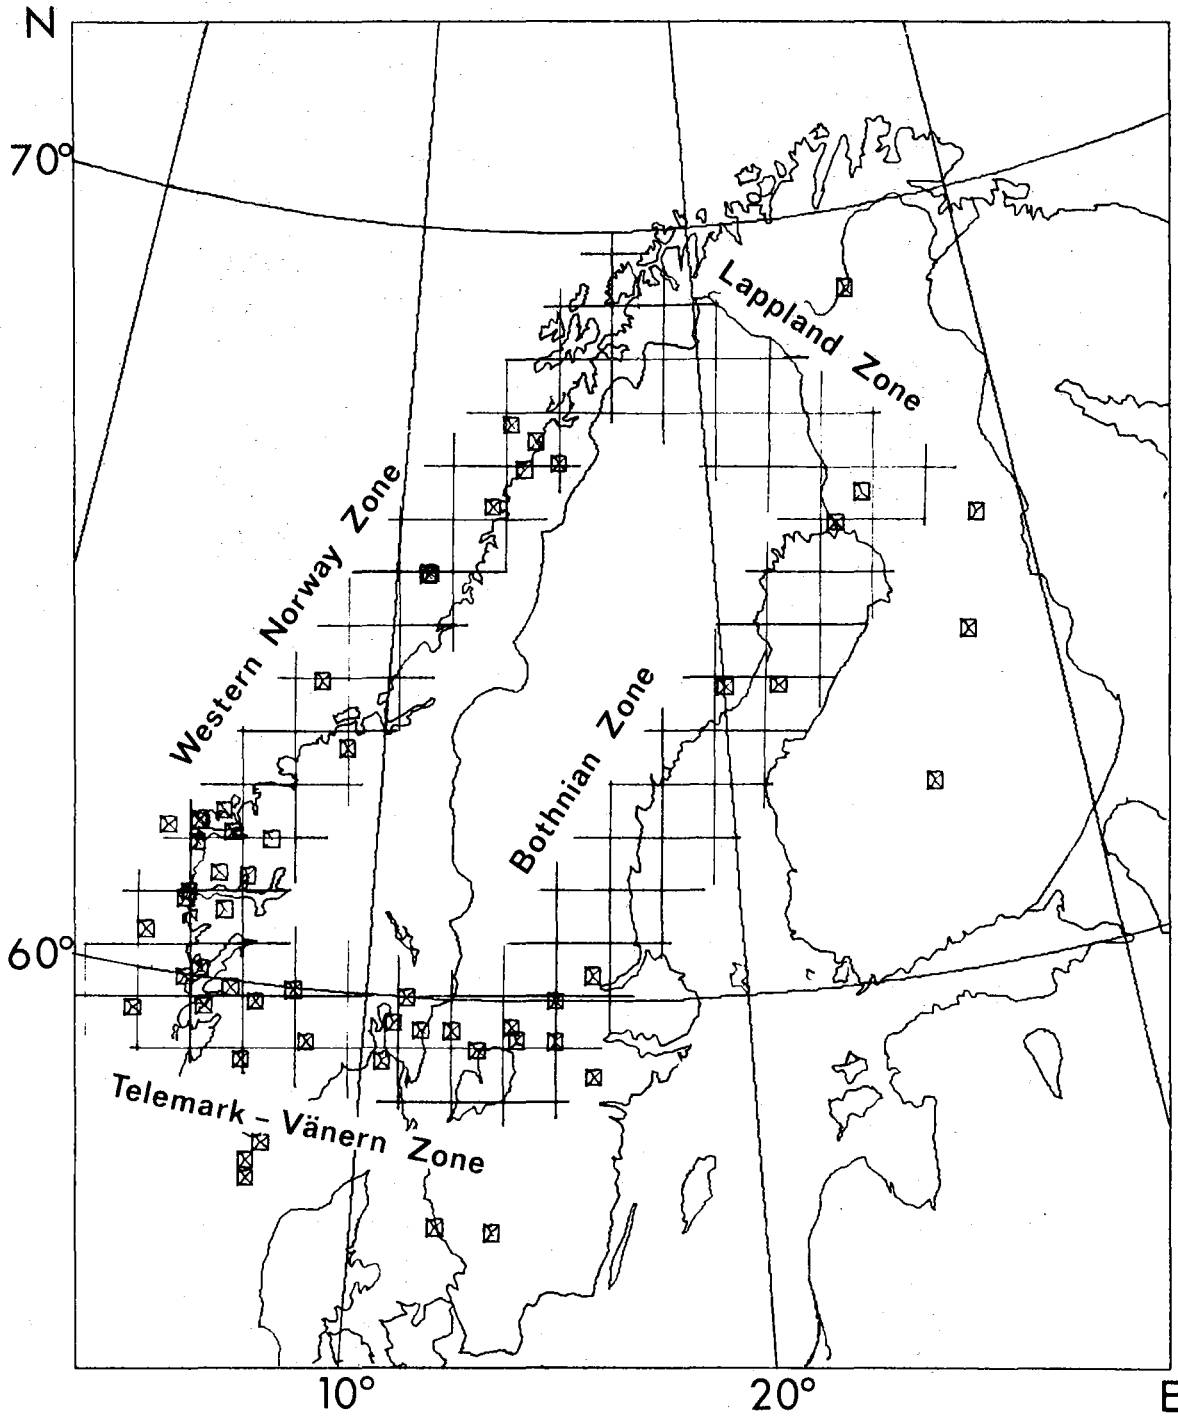 N
70°
Lappland Zone
Western Norway Zone
Bothnian Zone
60°
Telemark – Vänern Zone
10°
20°
E